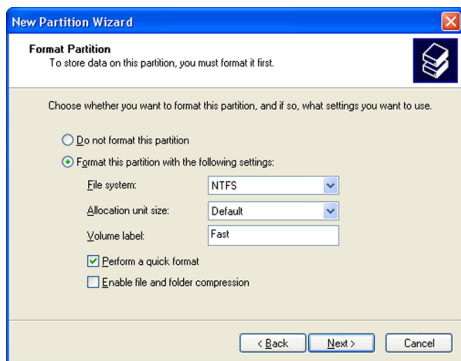 New Partition Wizard
Format Partition
To store data on this partition, you must format it first.
Choose whether you want to format this partition, and if so, what settings you want to use.
Do not format this partition
Format this partition with the following settings:
File system: NTFS
Allocation unit size: Default
Volume label: Fast
Perform a quick format
Enable file and folder compression
< Back Next > Cancel